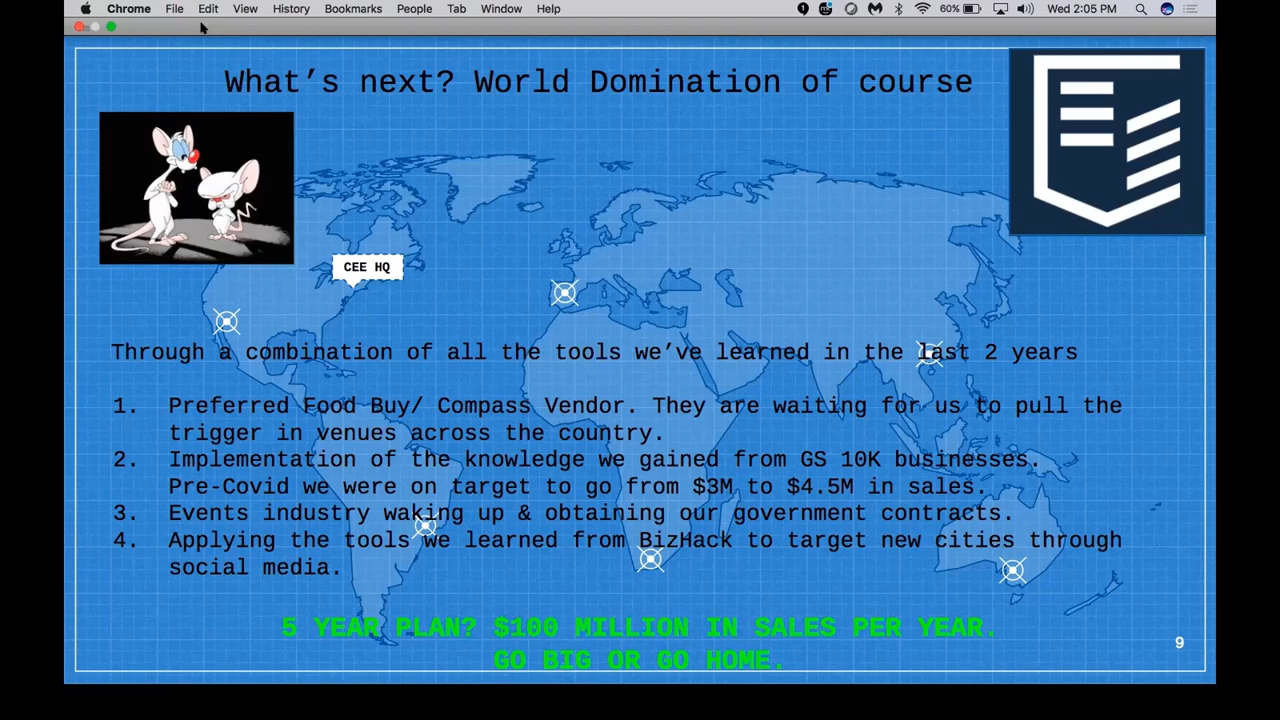 Chrome File Edit View History Bookmarks People Tab Window Help 60% Wed 2:05 PM
What's next? World Domination of course
CEE HQ
Through a combination of all the tools we've learned in the last 2 years
1. Preferred Food Buy/ Compass Vendor. They are waiting for us to pull the
trigger in venues across the country.
2. Implementation of the knowledge we gained from GS 10K businesses.
Pre-Covid we were on target to go from $3M to $4.5M in sales.
3. Events industry waking up & obtaining our government contracts.
4. Applying the tools we learned from BizHack to target new cities through
social media.
5 YEAR PLAN? $100 MILLION IN SALES PER YEAR.
GO BIG OR GO HOME.
9